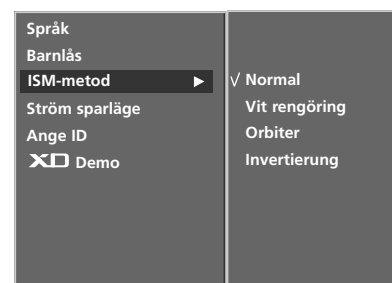 Språk
Barnlås
ISM-metod
Ström sparläge
Ange ID
XD Demo
√ Normal
Vit rengöring
Orbiter
Invertierung